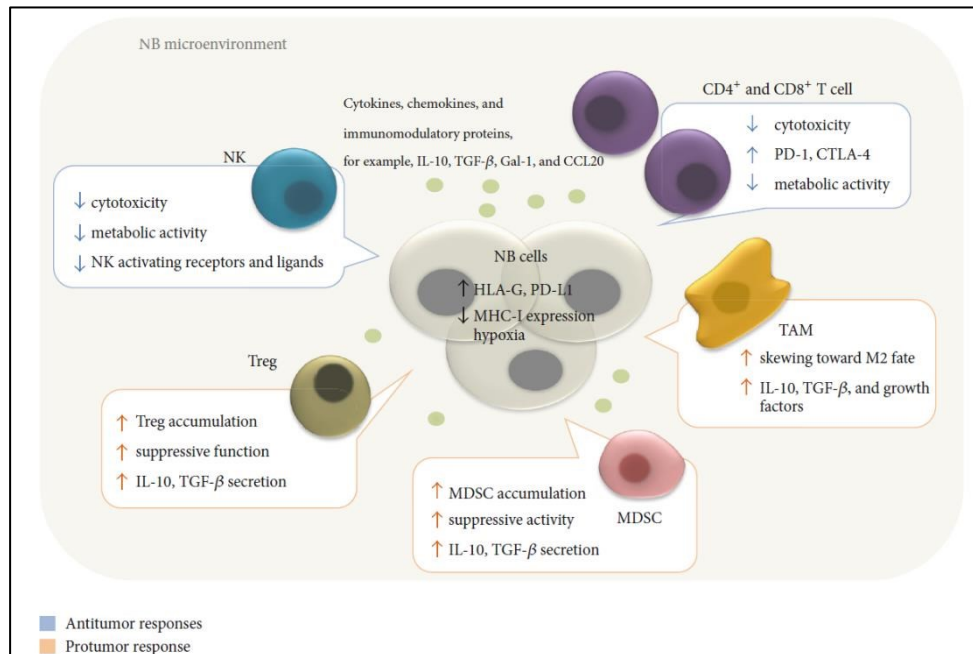 NB microenvironment
Cytokines, chemokines, and
immunomodulatory proteins,
for example, IL-10, TGF-β, Gal-1, and CCL20
CD4⁺ and CD8⁺ T cell
↓ cytotoxicity
↑ PD-1, CTLA-4
↓ metabolic activity
NK
↓ cytotoxicity
↓ metabolic activity
↓ NK activating receptors and ligands
NB cells
↑ HLA-G, PD-L1
↓ MHC-I expression
hypoxia
TAM
↑ skewing toward M2 fate
↑ IL-10, TGF-β, and growth
factors
Treg
↑ Treg accumulation
↑ suppressive function
↑ IL-10, TGF-β secretion
↑ MDSC accumulation
↑ suppressive activity
↑ IL-10, TGF-β secretion
MDSC
Antitumor responses
Protumor response